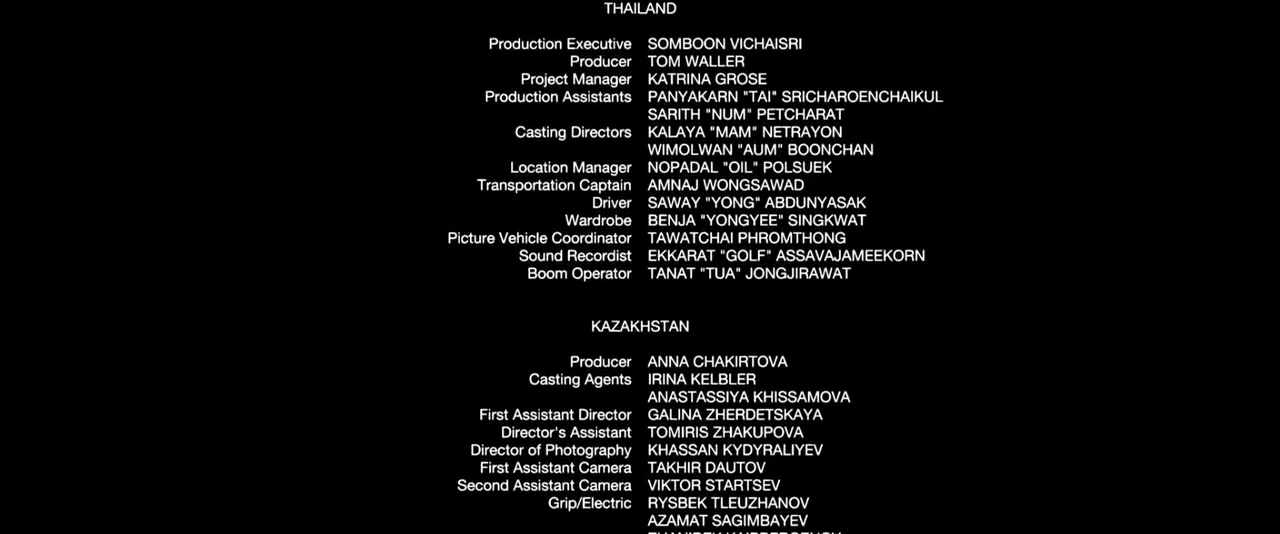 THAILAND
Production Executive SOMBOON VICHAISRI
Producer TOM WALLER
Project Manager KATRINA GROSE
Production Assistants PANYAKARN "TAI" SRICHAROENCHAIKUL
SARITH "NUM" PETCHARAT
Casting Directors KALAYA "MAM" NETRAYON
WIMOLWAN "AUM" BOONCHAN
Location Manager NOPADAL "OIL" POLSUEK
Transportation Captain AMNAJ WONGSAWAD
Driver SAWAY "YONG" ABDUNYASAK
Wardrobe BENJA "YONGYEE" SINGKWAT
Picture Vehicle Coordinator TAWATCHAI PHROMTHONG
Sound Recordist EKKARAT "GOLF" ASSAVAJAMEEKORN
Boom Operator TANAT "TUA" JONGJIRAWAT
KAZAKHSTAN
Producer ANNA CHAKIRTOVA
Casting Agents IRINA KELBLER
ANASTASSIYA KHISSAMOVA
First Assistant Director GALINA ZHERDETSKAYA
Director's Assistant TOMIRIS ZHAKUPOVA
Director of Photography KHASSAN KYDYRALIYEV
First Assistant Camera TAKHIR DAUTOV
Second Assistant Camera VIKTOR STARTSEV
Grip/Electric RYSBEK TLEUZHANOV
AZAMAT SAGIMBAYEV